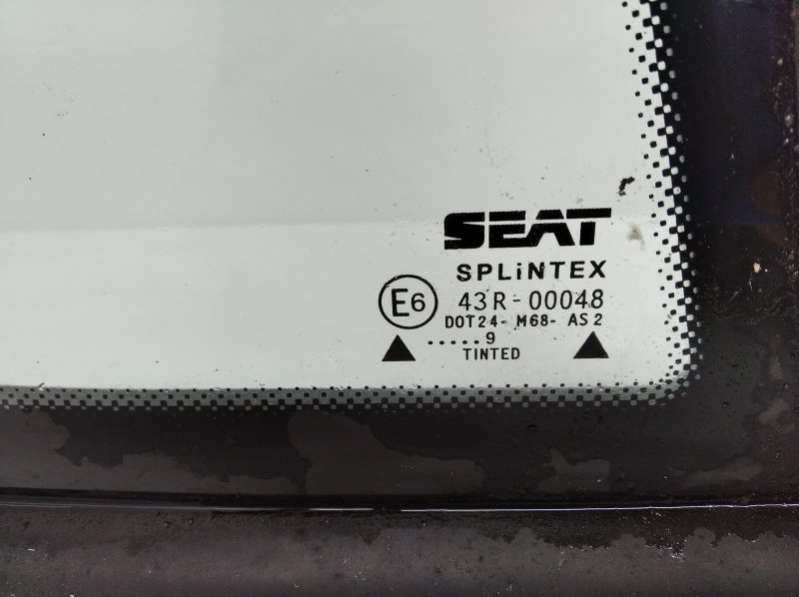 SEAT
SPLiNTEX
E6 43R-00048
DOT24- M68- AS2
.....9
TINTED